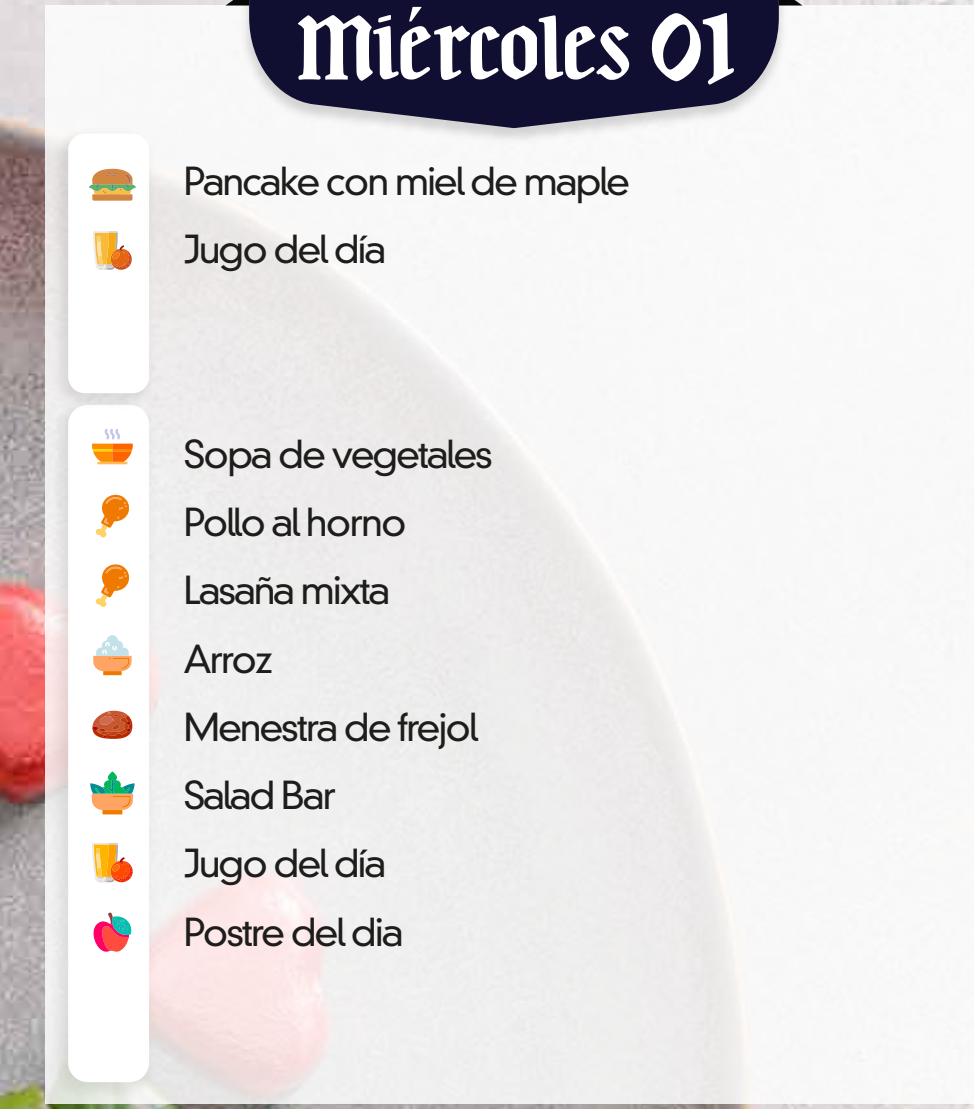 Miércoles 01
Pancake con miel de maple
Jugo del día
Sopa de vegetales
Pollo al horno
Lasaña mixta
Arroz
Menestra de frejol
Salad Bar
Jugo del día
Postre del dia